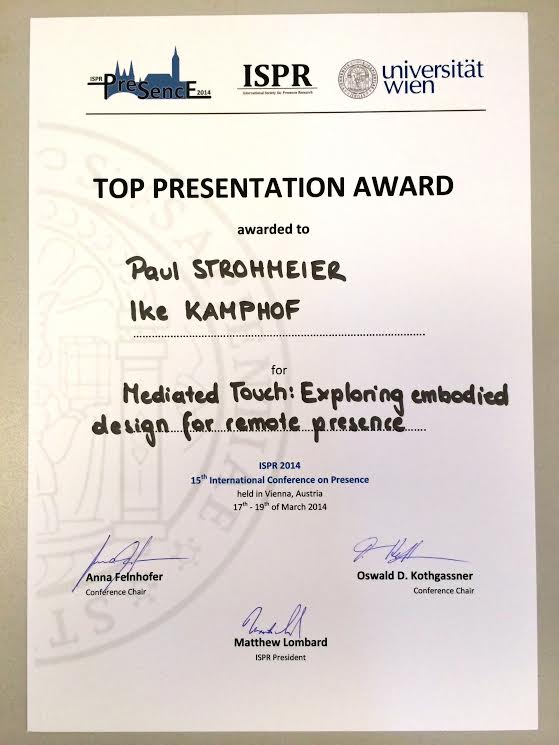 ISPR
PreSencE 2014
ISPR
International Society for Presence Research
universität
wien
TOP PRESENTATION AWARD
awarded to
Paul STROHMEIER
Ike KAMPHOF
for
Mediated Touch: Exploring embodied
design for remote presence
ISPR 2014
15th International Conference on Presence
held in Vienna, Austria
17th - 19th of March 2014
Anna Felnhofer
Conference Chair
Oswald D. Kothgassner
Conference Chair
Matthew Lombard
ISPR President